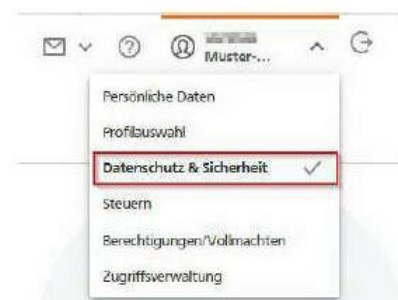 Muster-...
Persönliche Daten
Profilauswahl
Datenschutz & Sicherheit
Steuern
Berechtigungen/Vollmachten
Zugriffsverwaltung